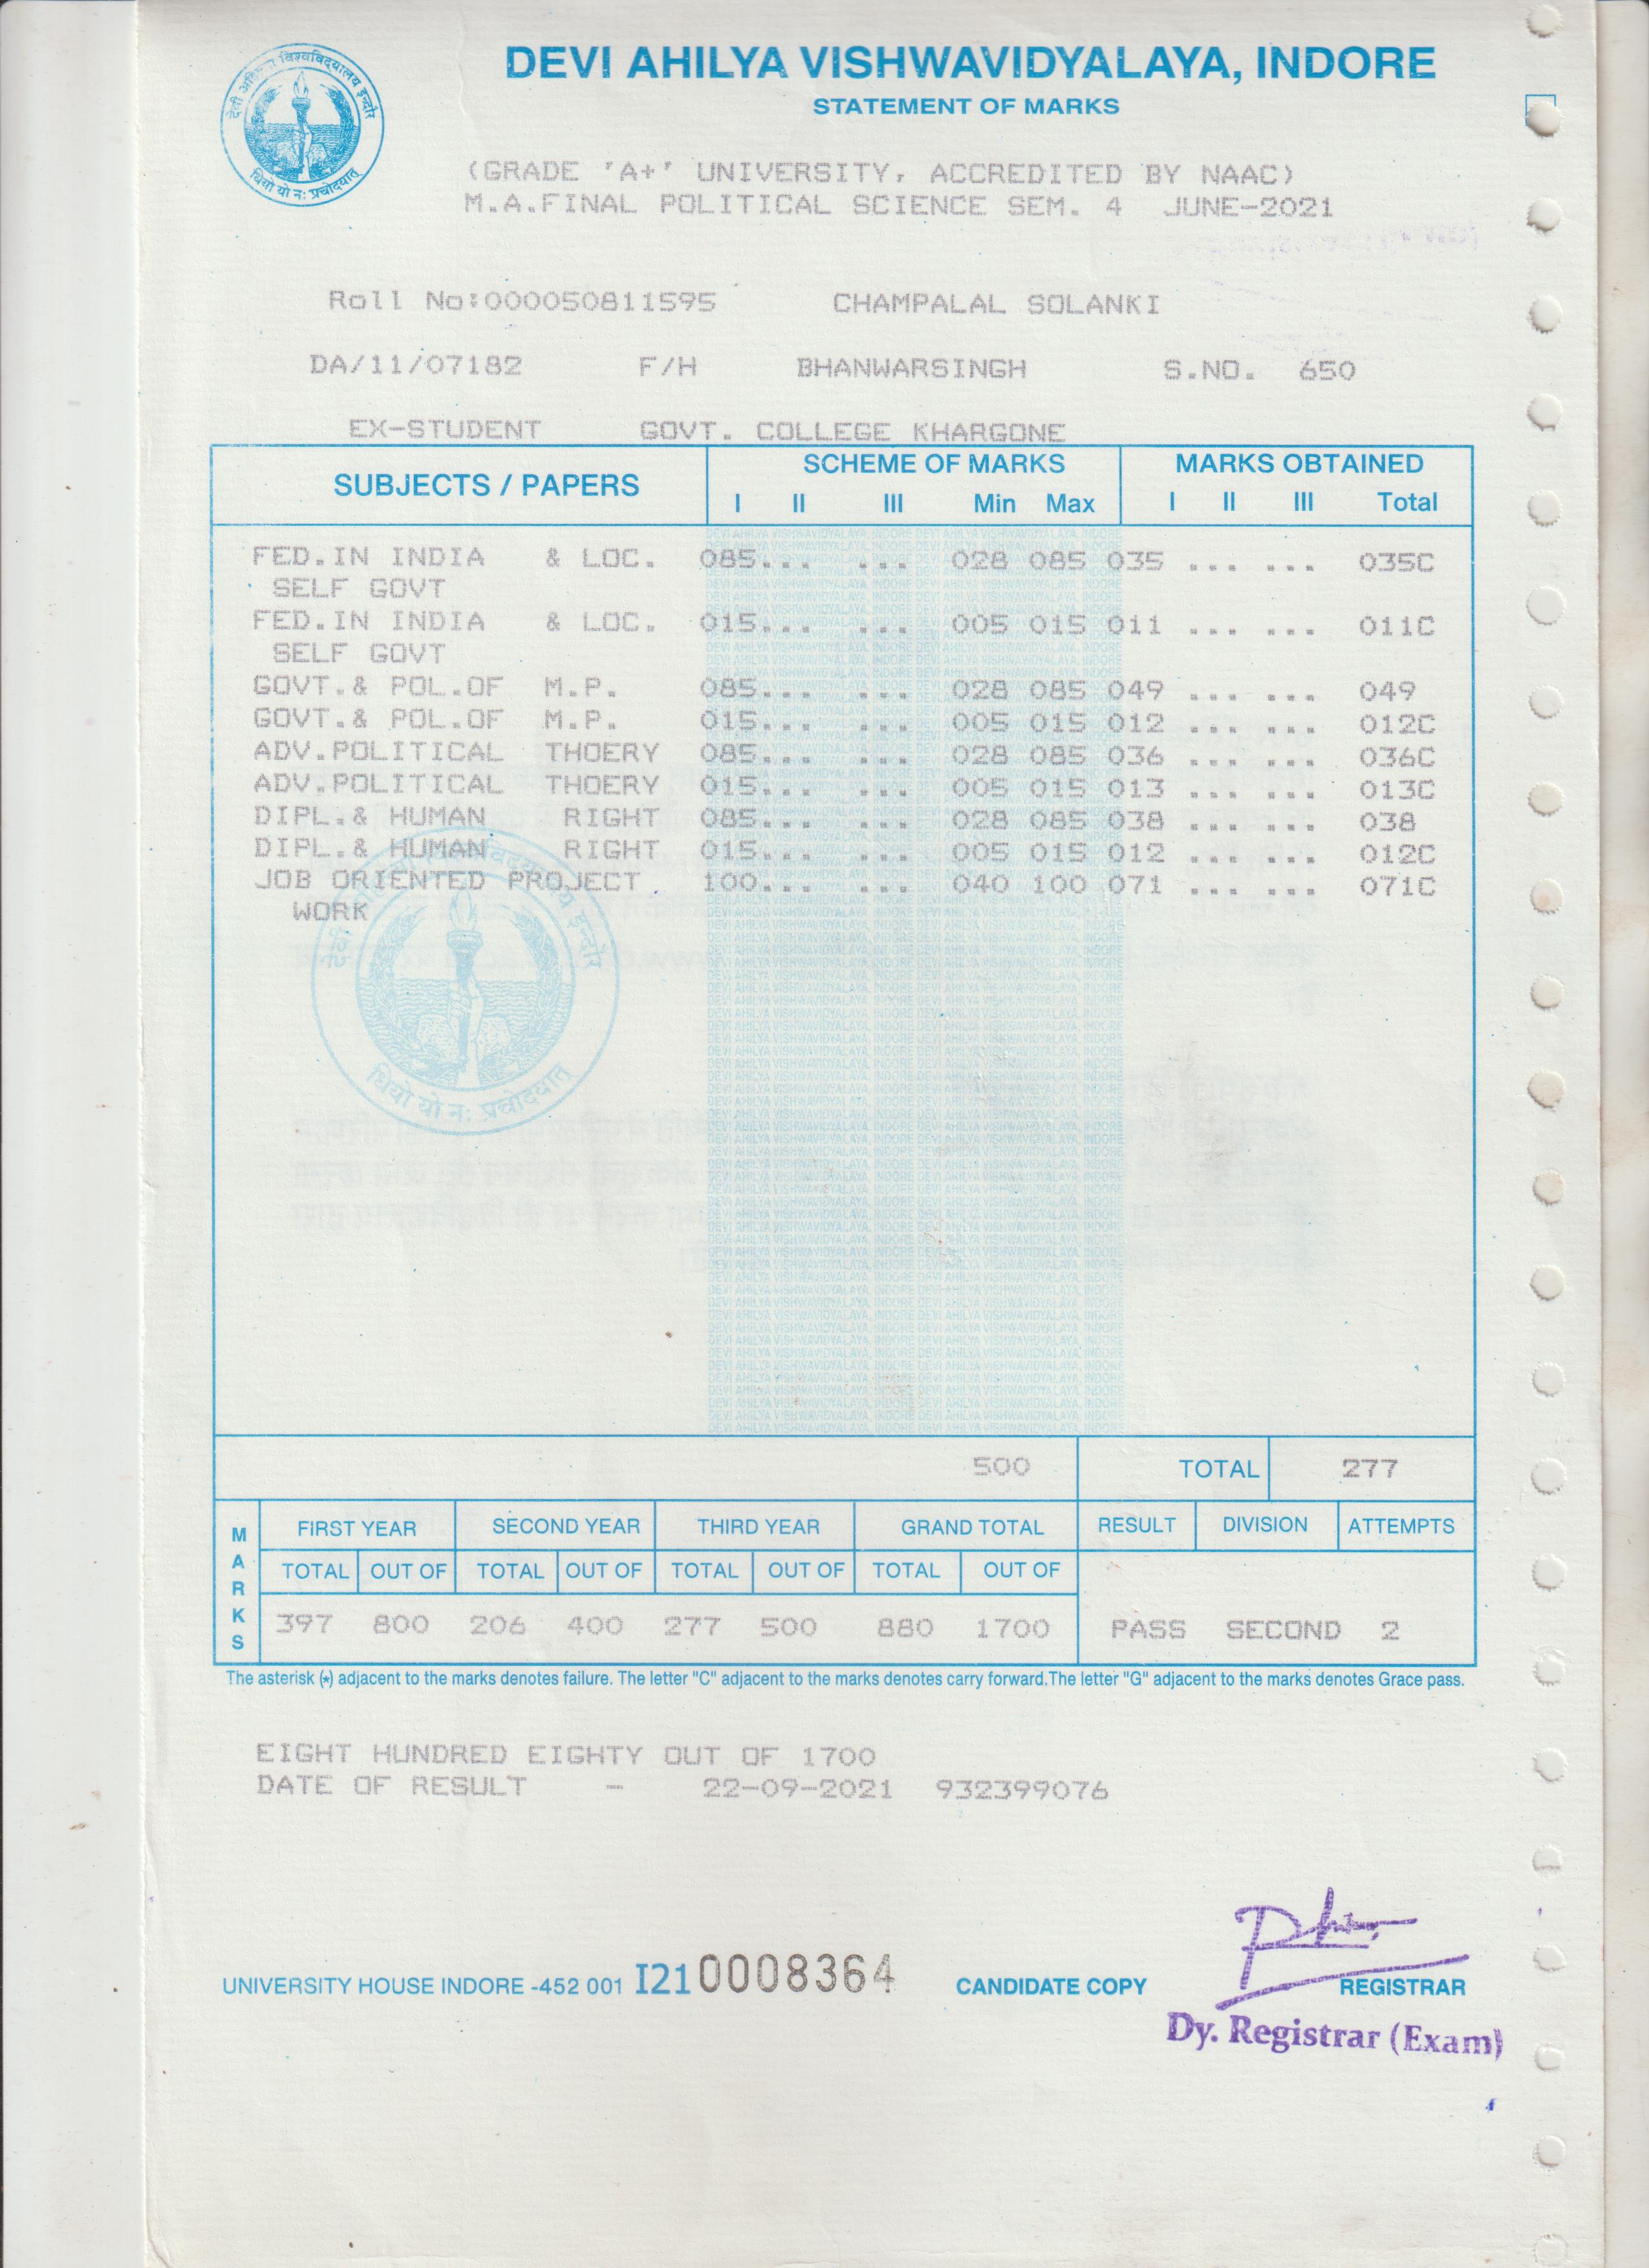 देवी अहिल्या विश्वविद्यालय इन्दौर
धियो यो नः प्रचोदयात्
DEVI AHILYA VISHWAVIDYALAYA, INDORE
STATEMENT OF MARKS
(GRADE 'A+' UNIVERSITY, ACCREDITED BY NAAC)
M.A.FINAL POLITICAL SCIENCE SEM. 4 JUNE-2021
Roll No:000050811595 CHAMPALAL SOLANKI
DA/11/07182 F/H BHANWARSINGH S.NO. 650
EX-STUDENT GOVT. COLLEGE KHARGONE
SUBJECTS / PAPERS SCHEME OF MARKS MARKS OBTAINED
I II III Min Max I II III Total
FED.IN INDIA & LOC. 085... ... 028 085 035 ... ... 035C
SELF GOVT
FED.IN INDIA & LOC. 015... ... 005 015 011 ... ... 011C
SELF GOVT
GOVT.& POL.OF M.P. 085... ... 028 085 049 ... ... 049
GOVT.& POL.OF M.P. 015... ... 005 015 012 ... ... 012C
ADV.POLITICAL THOERY 085... ... 028 085 036 ... ... 036C
ADV.POLITICAL THOERY 015... ... 005 015 013 ... ... 013C
DIPL.& HUMAN RIGHT 085... ... 028 085 038 ... ... 038
DIPL.& HUMAN RIGHT 015... ... 005 015 012 ... ... 012C
JOB ORIENTED PROJECT 100... ... 040 100 071 ... ... 071C
WORK
धियो यो नः प्रचोदयात्
500 TOTAL 277
MARKS
FIRST YEAR SECOND YEAR THIRD YEAR GRAND TOTAL RESULT DIVISION ATTEMPTS
TOTAL OUT OF TOTAL OUT OF TOTAL OUT OF TOTAL OUT OF
397 800 206 400 277 500 880 1700 PASS SECOND 2
The asterisk (*) adjacent to the marks denotes failure. The letter "C" adjacent to the marks denotes carry forward.The letter "G" adjacent to the marks denotes Grace pass.
EIGHT HUNDRED EIGHTY OUT OF 1700
DATE OF RESULT - 22-09-2021 932399076
UNIVERSITY HOUSE INDORE -452 001 I21 0008364 CANDIDATE COPY REGISTRAR
Dy. Registrar (Exam)